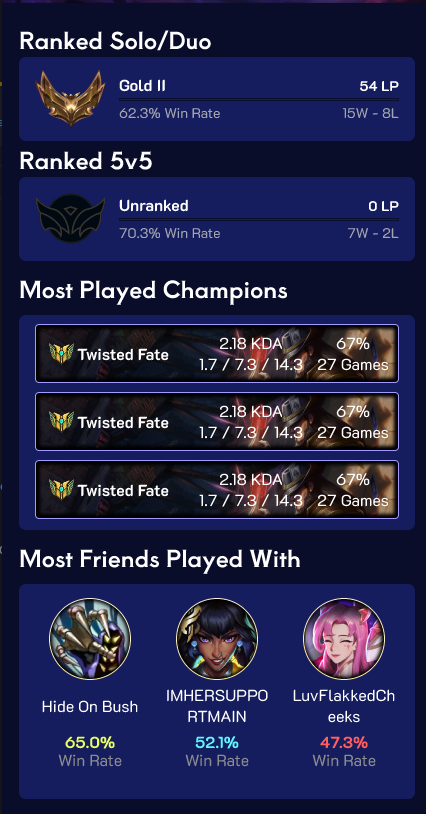 Ranked Solo/Duo
Gold II 54 LP
62.3% Win Rate 15W - 8L
Ranked 5v5
Unranked 0 LP
70.3% Win Rate 7W - 2L
Most Played Champions
Twisted Fate 2.18 KDA 67%
1.7 / 7.3 / 14.3 27 Games
Twisted Fate 2.18 KDA 67%
1.7 / 7.3 / 14.3 27 Games
Twisted Fate 2.18 KDA 67%
1.7 / 7.3 / 14.3 27 Games
Most Friends Played With
Hide On Bush
65.0%
Win Rate
IMHERSUPPO
RTMAIN
52.1%
Win Rate
LuvFlakkedCh
eeks
47.3%
Win Rate